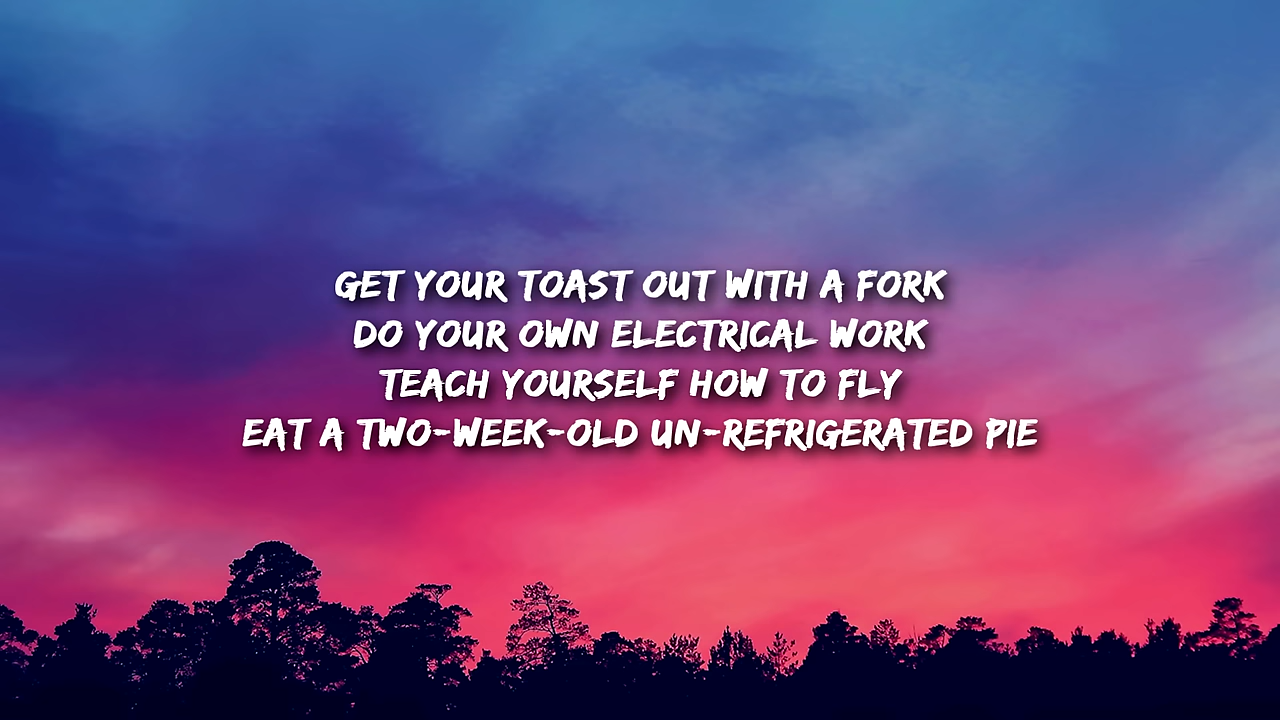 GET YOUR TOAST OUT WITH A FORK
DO YOUR OWN ELECTRICAL WORK
TEACH YOURSELF HOW TO FLY
EAT A TWO-WEEK-OLD UN-REFRIGERATED PIE